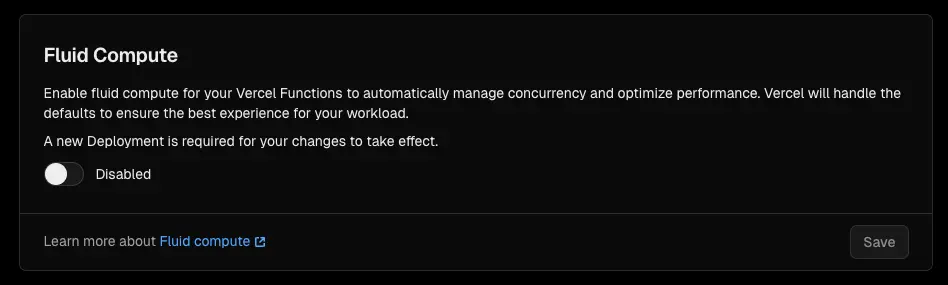 Fluid Compute
Enable fluid compute for your Vercel Functions to automatically manage concurrency and optimize performance. Vercel will handle the
defaults to ensure the best experience for your workload.
A new Deployment is required for your changes to take effect.
Disabled
Learn more about Fluid compute
Save